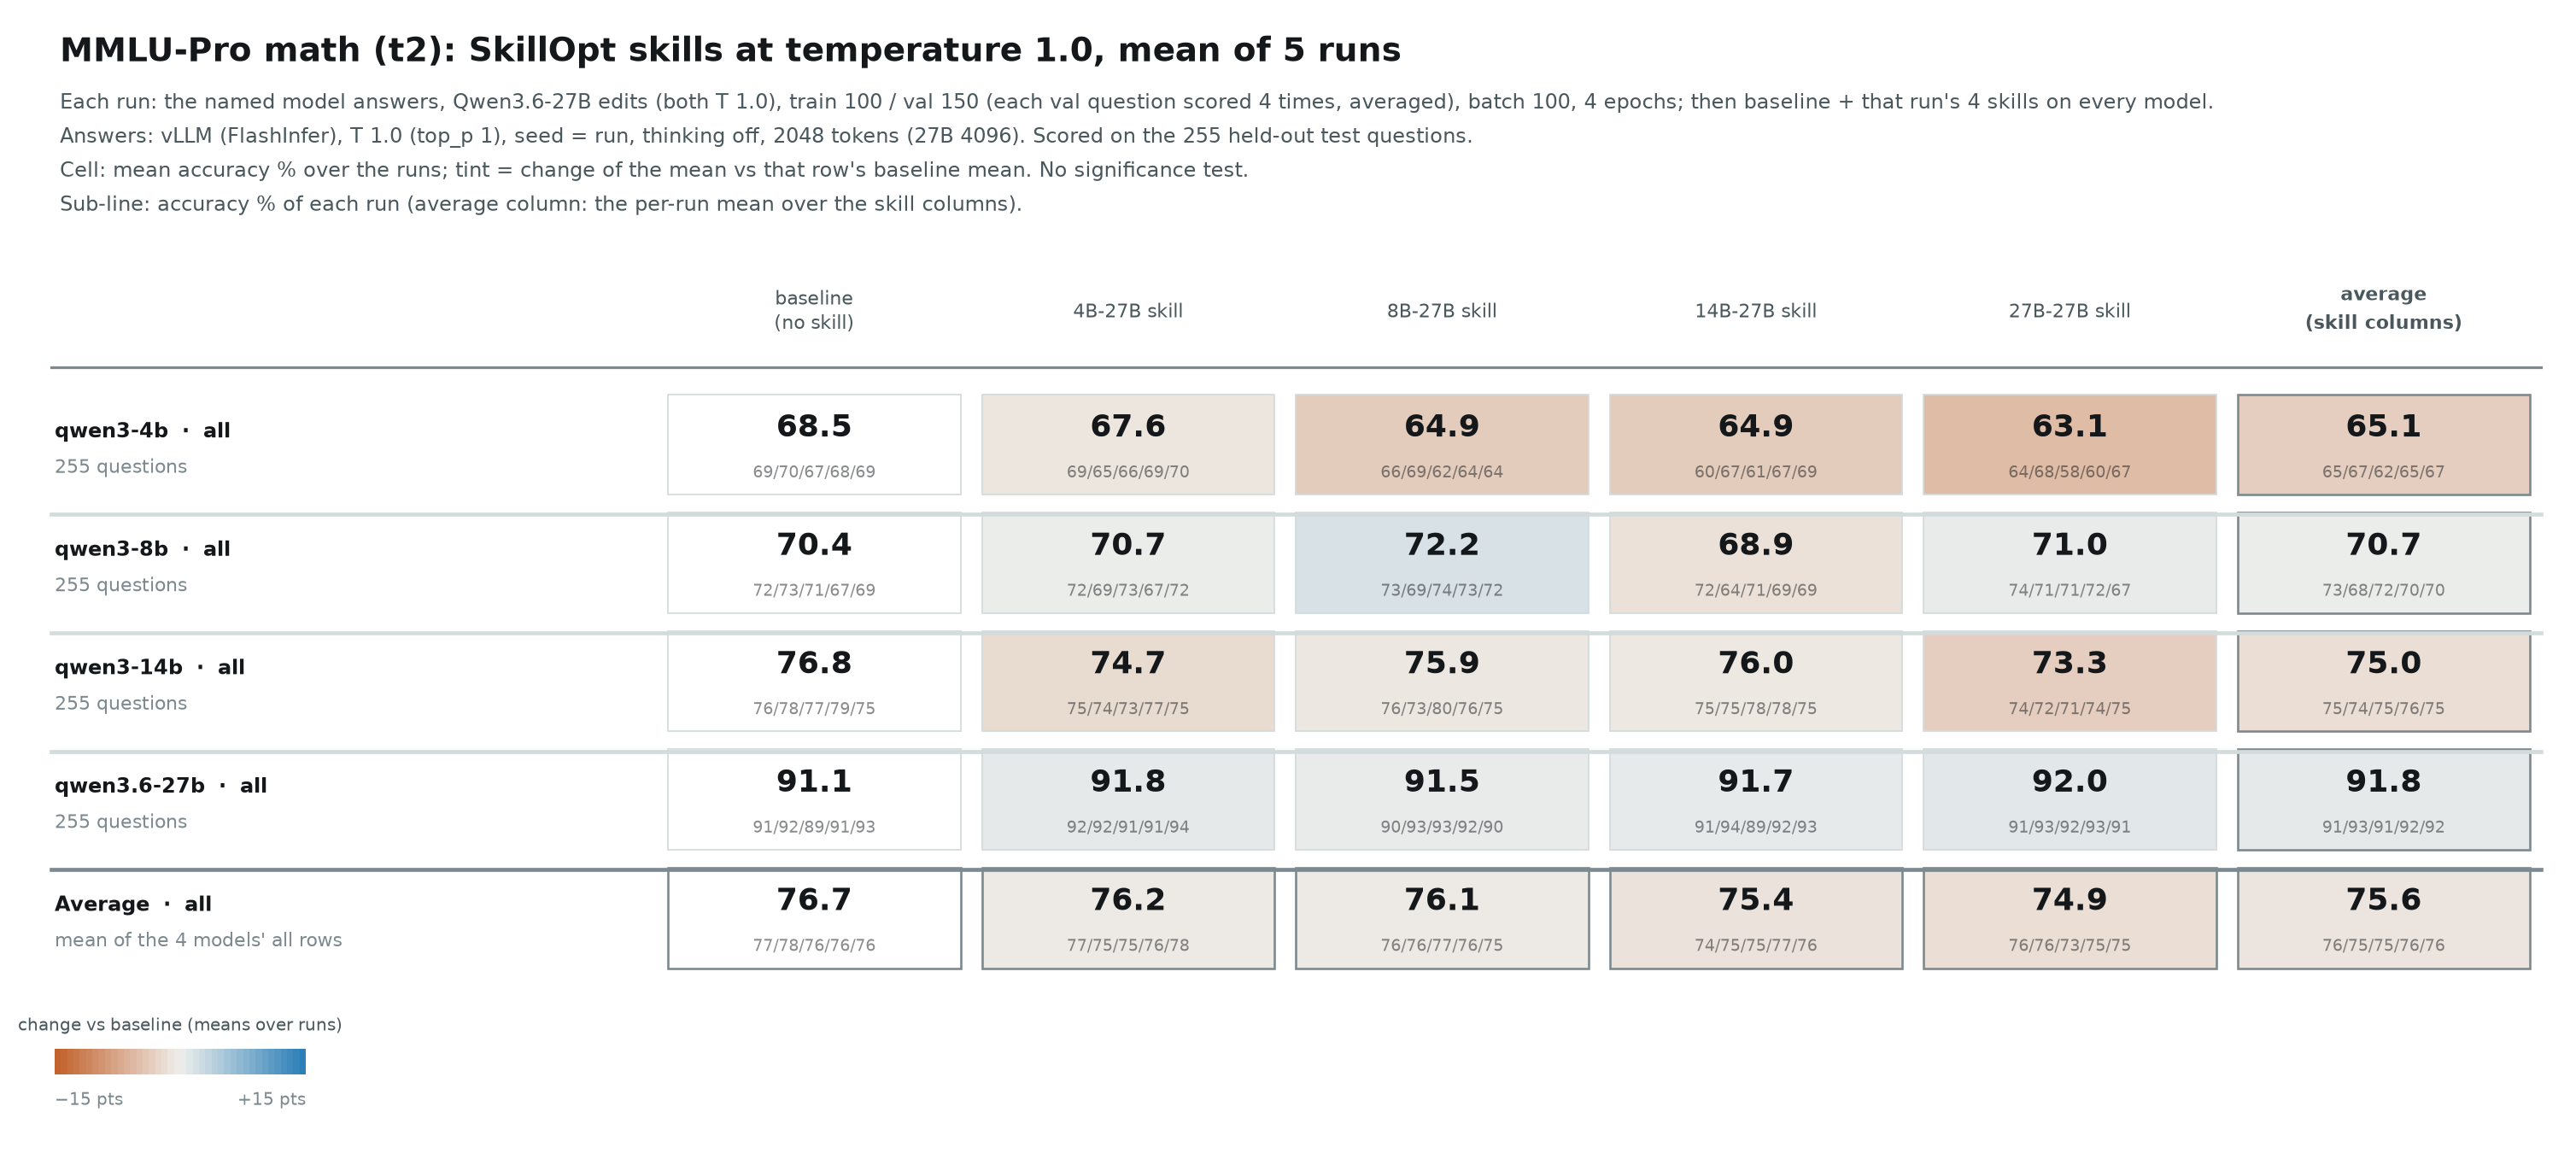 MMLU-Pro math (t2): SkillOpt skills at temperature 1.0, mean of 5 runs
Each run: the named model answers, Qwen3.6-27B edits (both T 1.0), train 100 / val 150 (each val question scored 4 times, averaged), batch 100, 4 epochs; then baseline + that run's 4 skills on every model.
Answers: vLLM (FlashInfer), T 1.0 (top_p 1), seed = run, thinking off, 2048 tokens (27B 4096). Scored on the 255 held-out test questions.
Cell: mean accuracy % over the runs; tint = change of the mean vs that row's baseline mean. No significance test.
Sub-line: accuracy % of each run (average column: the per-run mean over the skill columns).
baseline
(no skill)
4B-27B skill
8B-27B skill
14B-27B skill
27B-27B skill
average
(skill columns)
qwen3-4b · all
255 questions
68.5
69/70/67/68/69
67.6
69/65/66/69/70
64.9
66/69/62/64/64
64.9
60/67/61/67/69
63.1
64/68/58/60/67
65.1
65/67/62/65/67
qwen3-8b · all
255 questions
70.4
72/73/71/67/69
70.7
72/69/73/67/72
72.2
73/69/74/73/72
68.9
72/64/71/69/69
71.0
74/71/71/72/67
70.7
73/68/72/70/70
qwen3-14b · all
255 questions
76.8
76/78/77/79/75
74.7
75/74/73/77/75
75.9
76/73/80/76/75
76.0
75/75/78/78/75
73.3
74/72/71/74/75
75.0
75/74/75/76/75
qwen3.6-27b · all
255 questions
91.1
91/92/89/91/93
91.8
92/92/91/91/94
91.5
90/93/93/92/90
91.7
91/94/89/92/93
92.0
91/93/92/93/91
91.8
91/93/91/92/92
Average · all
mean of the 4 models' all rows
76.7
77/78/76/76/76
76.2
77/75/75/76/78
76.1
76/76/77/76/75
75.4
74/75/75/77/76
74.9
76/76/73/75/75
75.6
76/75/75/76/76
change vs baseline (means over runs)
−15 pts
+15 pts